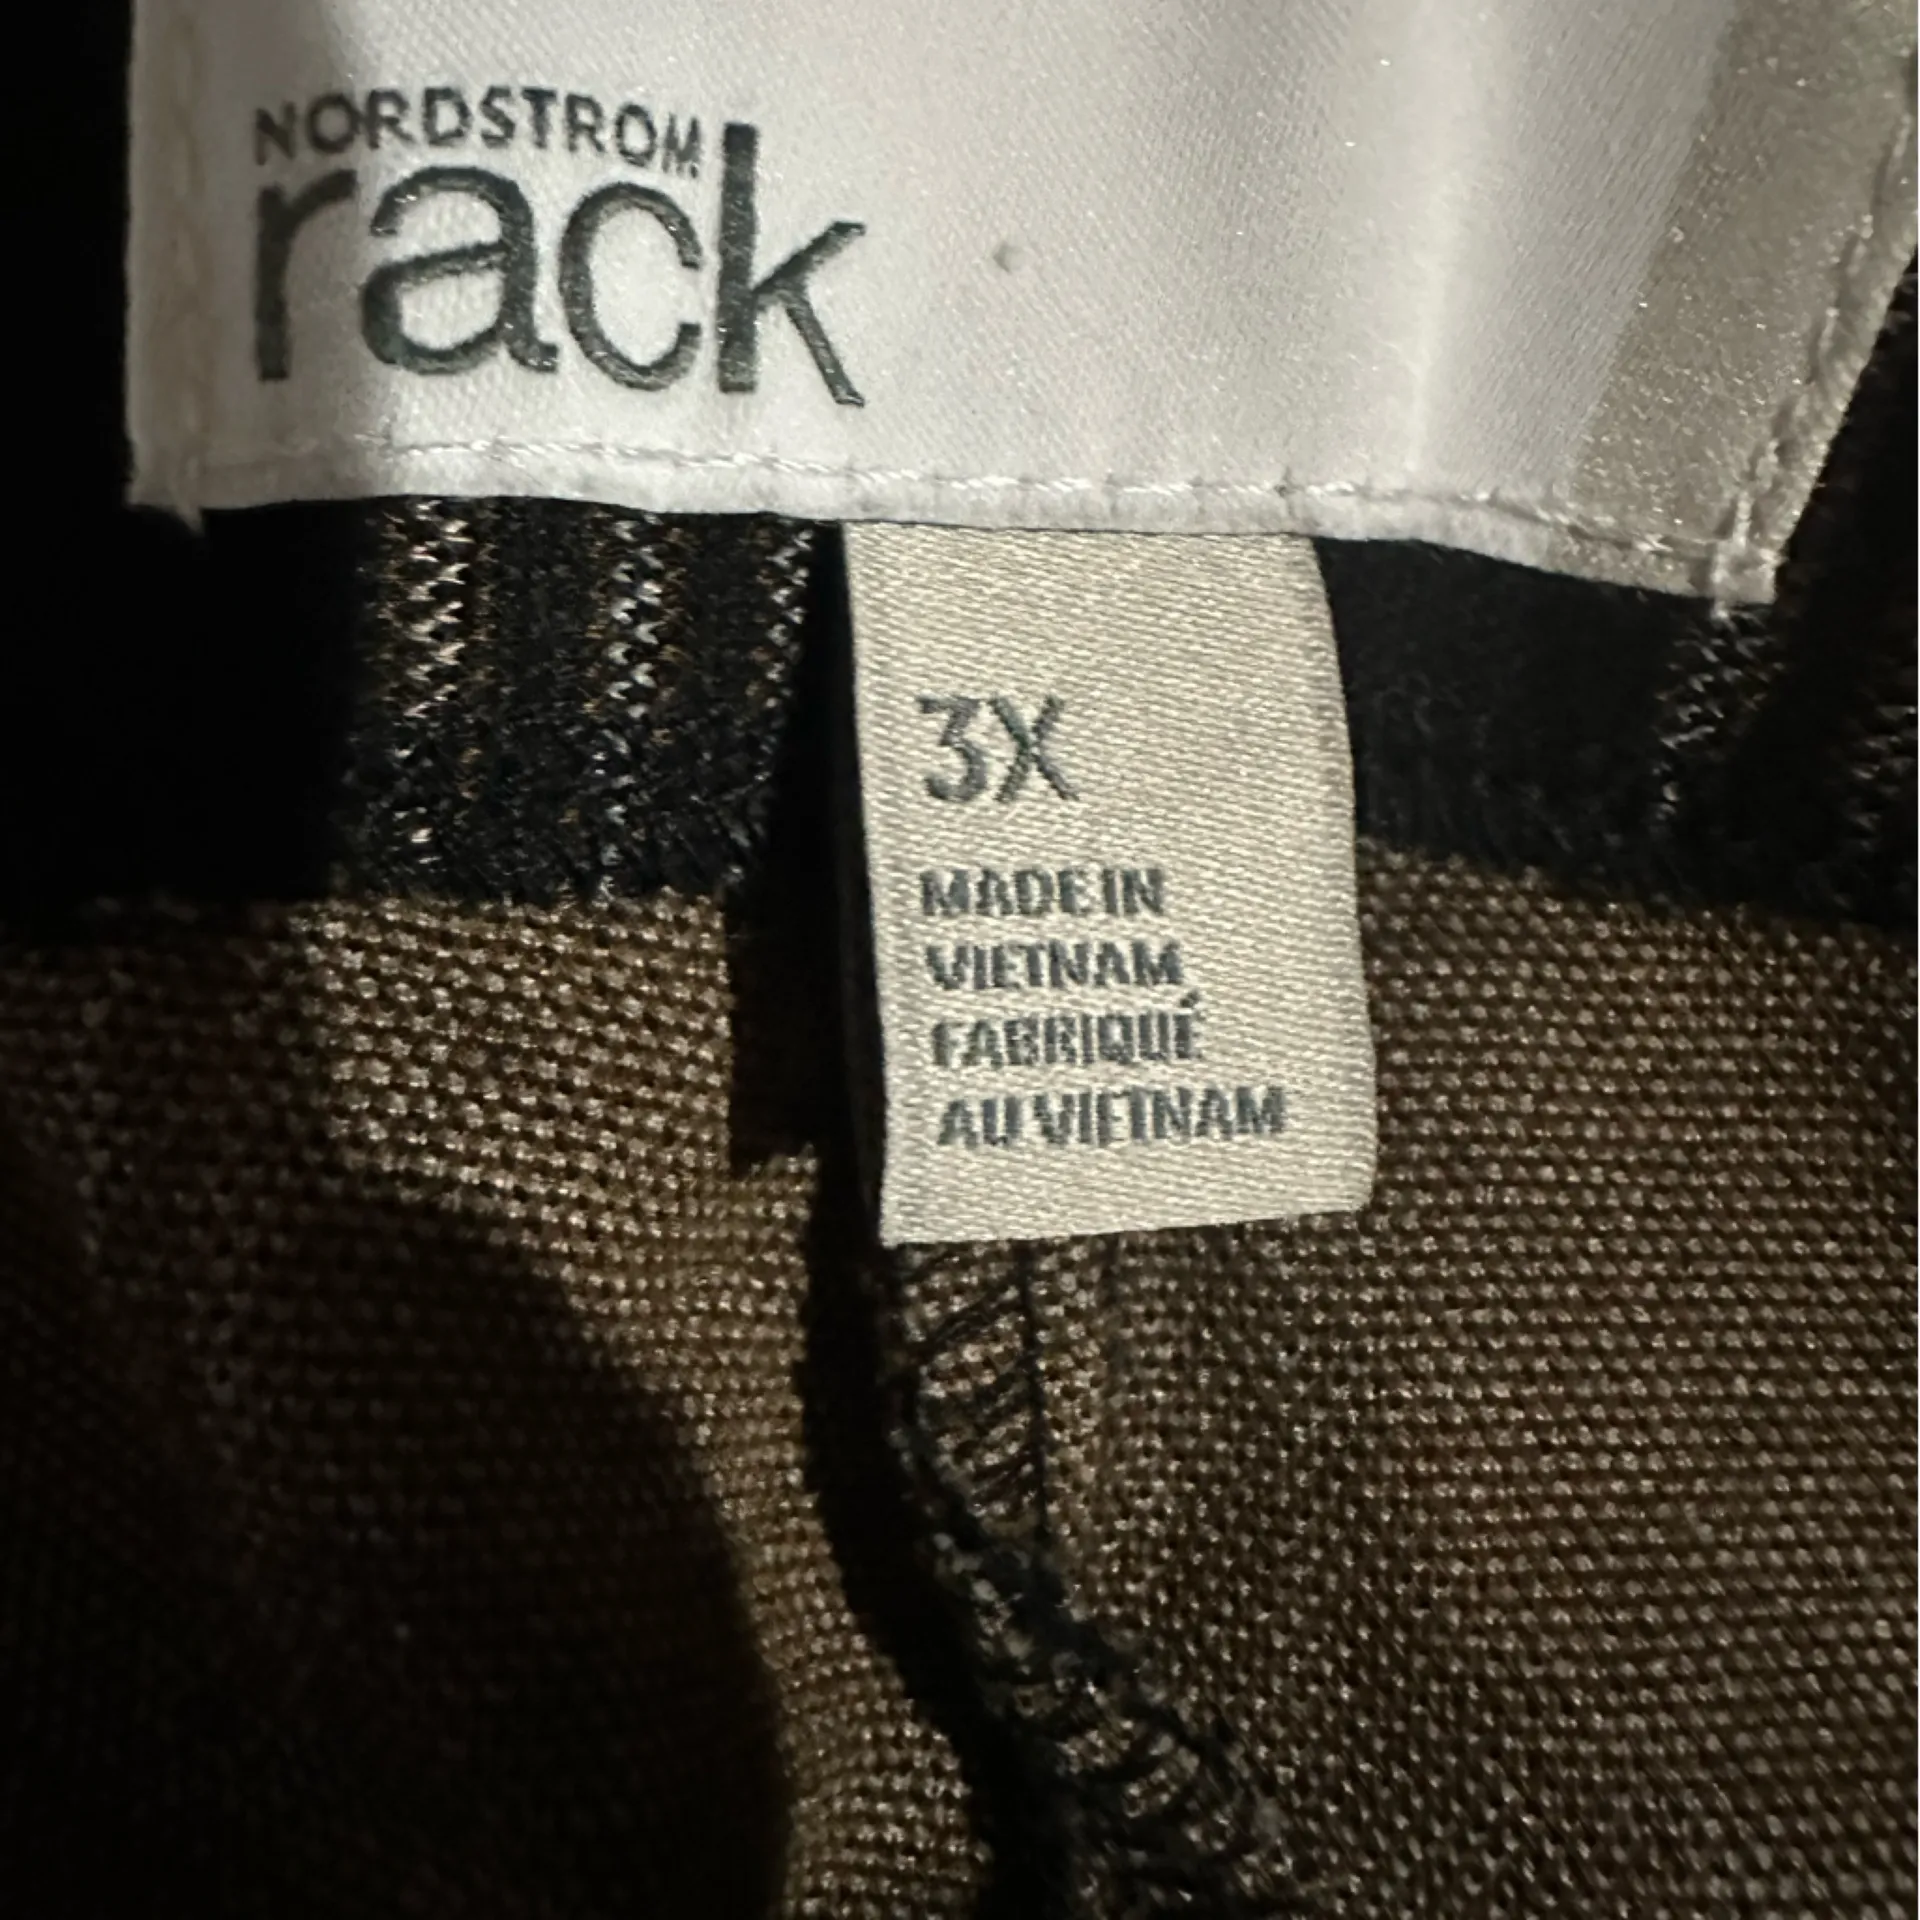 NORDSTROM
rack
3X
MADE IN
VIETNAM
FABRIQUÉ
AU VIETNAM